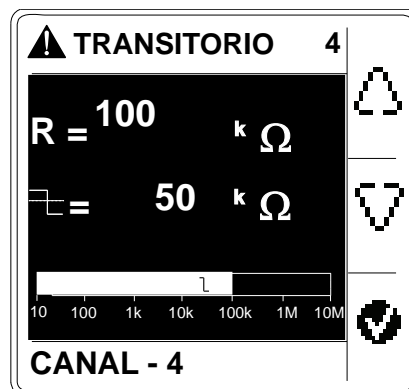 TRANSITORIO 4
R = 100 k Ω
= 50 k Ω
10 100 1k 10k 100k 1M 10M
CANAL - 4